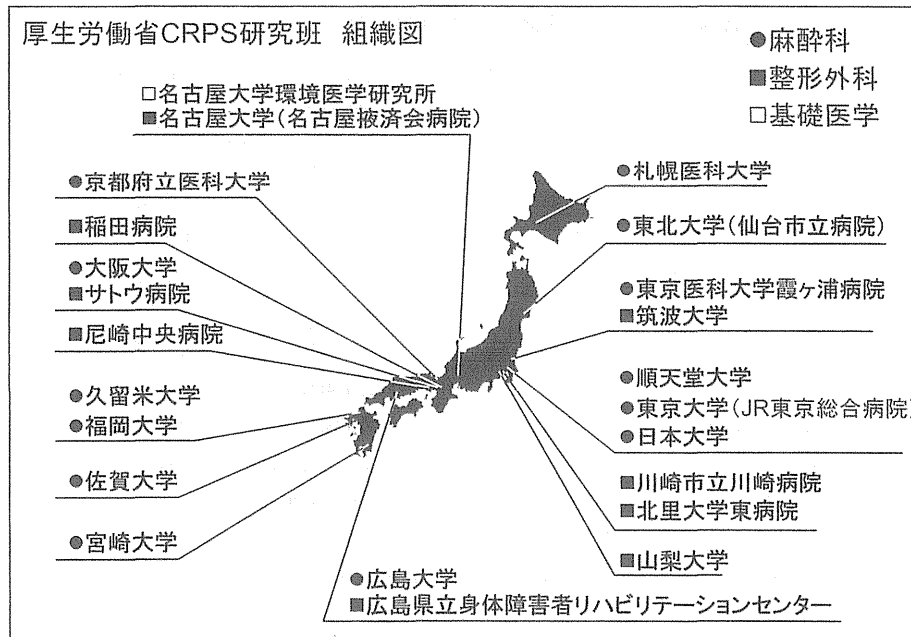 厚生労働省CRPS研究班 組織図
●麻酔科
■整形外科
□基礎医学
□名古屋大学環境医学研究所
■名古屋大学(名古屋掖済会病院)
●京都府立医科大学
■稲田病院
●大阪大学
■サトウ病院
■尼崎中央病院
●久留米大学
●福岡大学
●佐賀大学
●宮崎大学
●札幌医科大学
●東北大学(仙台市立病院)
●東京医科大学霞ヶ浦病院
■筑波大学
●順天堂大学
●東京大学(JR東京総合病院)
●日本大学
■川崎市立川崎病院
■北里大学東病院
■山梨大学
●広島大学
■広島県立身体障害者リハビリテーションセンター